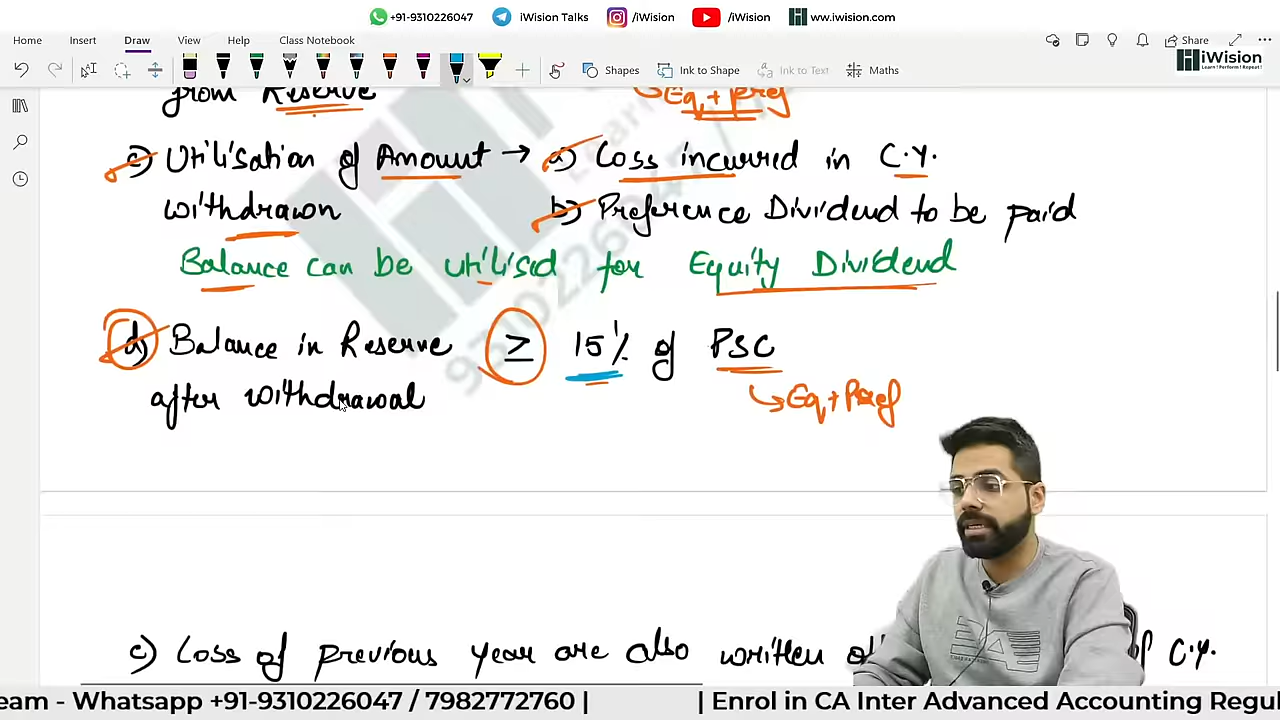 +91-9310226047 iWision Talks /iWision /iWision ww.iwision.com
Home Insert Draw View Help Class Notebook Share
Shapes Ink to Shape Ink to Text Maths
iWision
Learn ! Perform ! Repeat !
from Reserve Eq + Pref
c) Utilisation of Amount → a) Loss incurred in C.Y.
withdrawn b) Preference Dividend to be paid
Balance can be utilised for Equity Dividend
d) Balance in Reserve ≥ 15% of PSC
after withdrawal Eq + Pref
c) Loss of previous year are also written of C.Y.
eam - Whatsapp +91-9310226047 / 7982772760 | | Enrol in CA Inter Advanced Accounting Regul